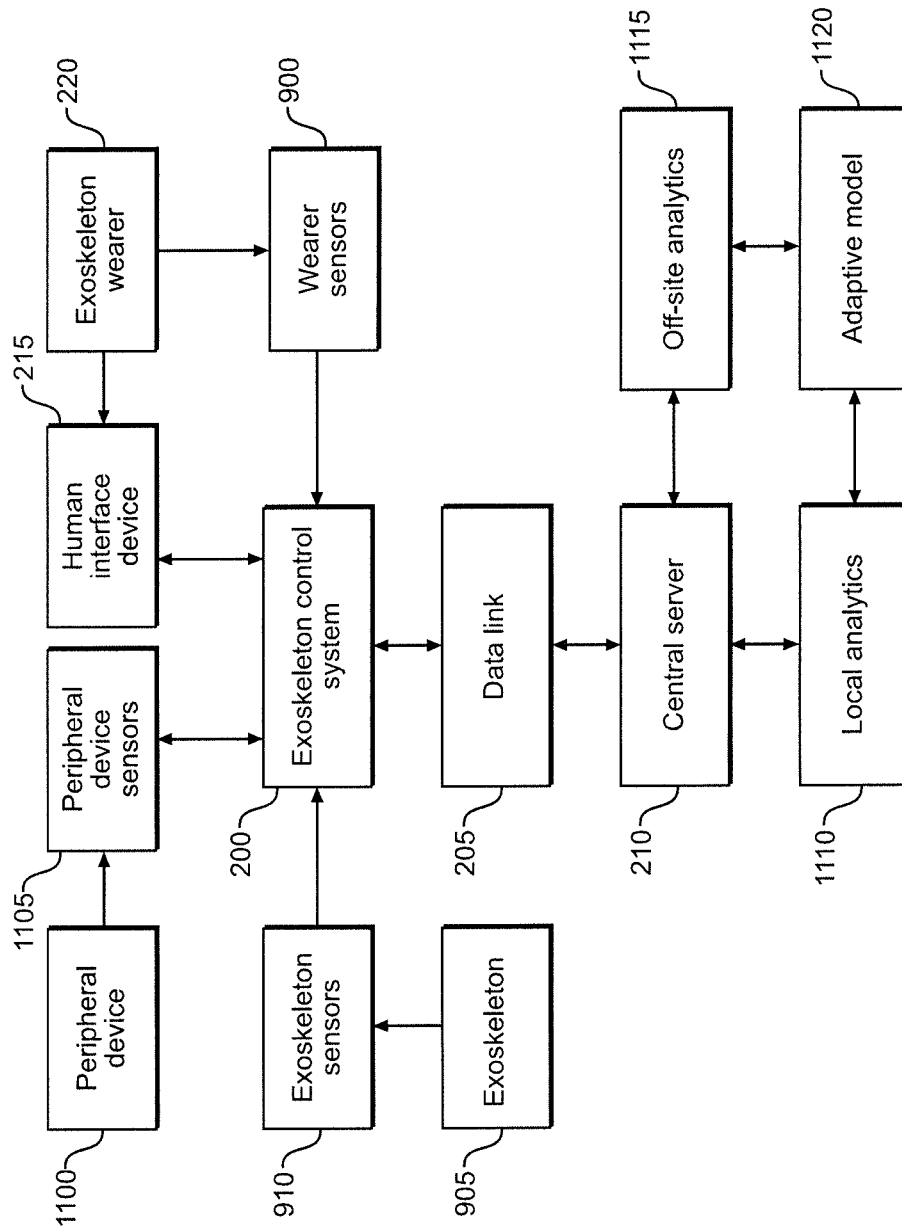 1100
Peripheral
device
1105
Peripheral
device
sensors
215
Human
interface
device
220
Exoskeleton
wearer
910
Exoskeleton
sensors
200
Exoskeleton control
system
900
Wearer
sensors
905
Exoskeleton
205
Data link
210
Central server
1115
Off-site analytics
1110
Local analytics
1120
Adaptive model